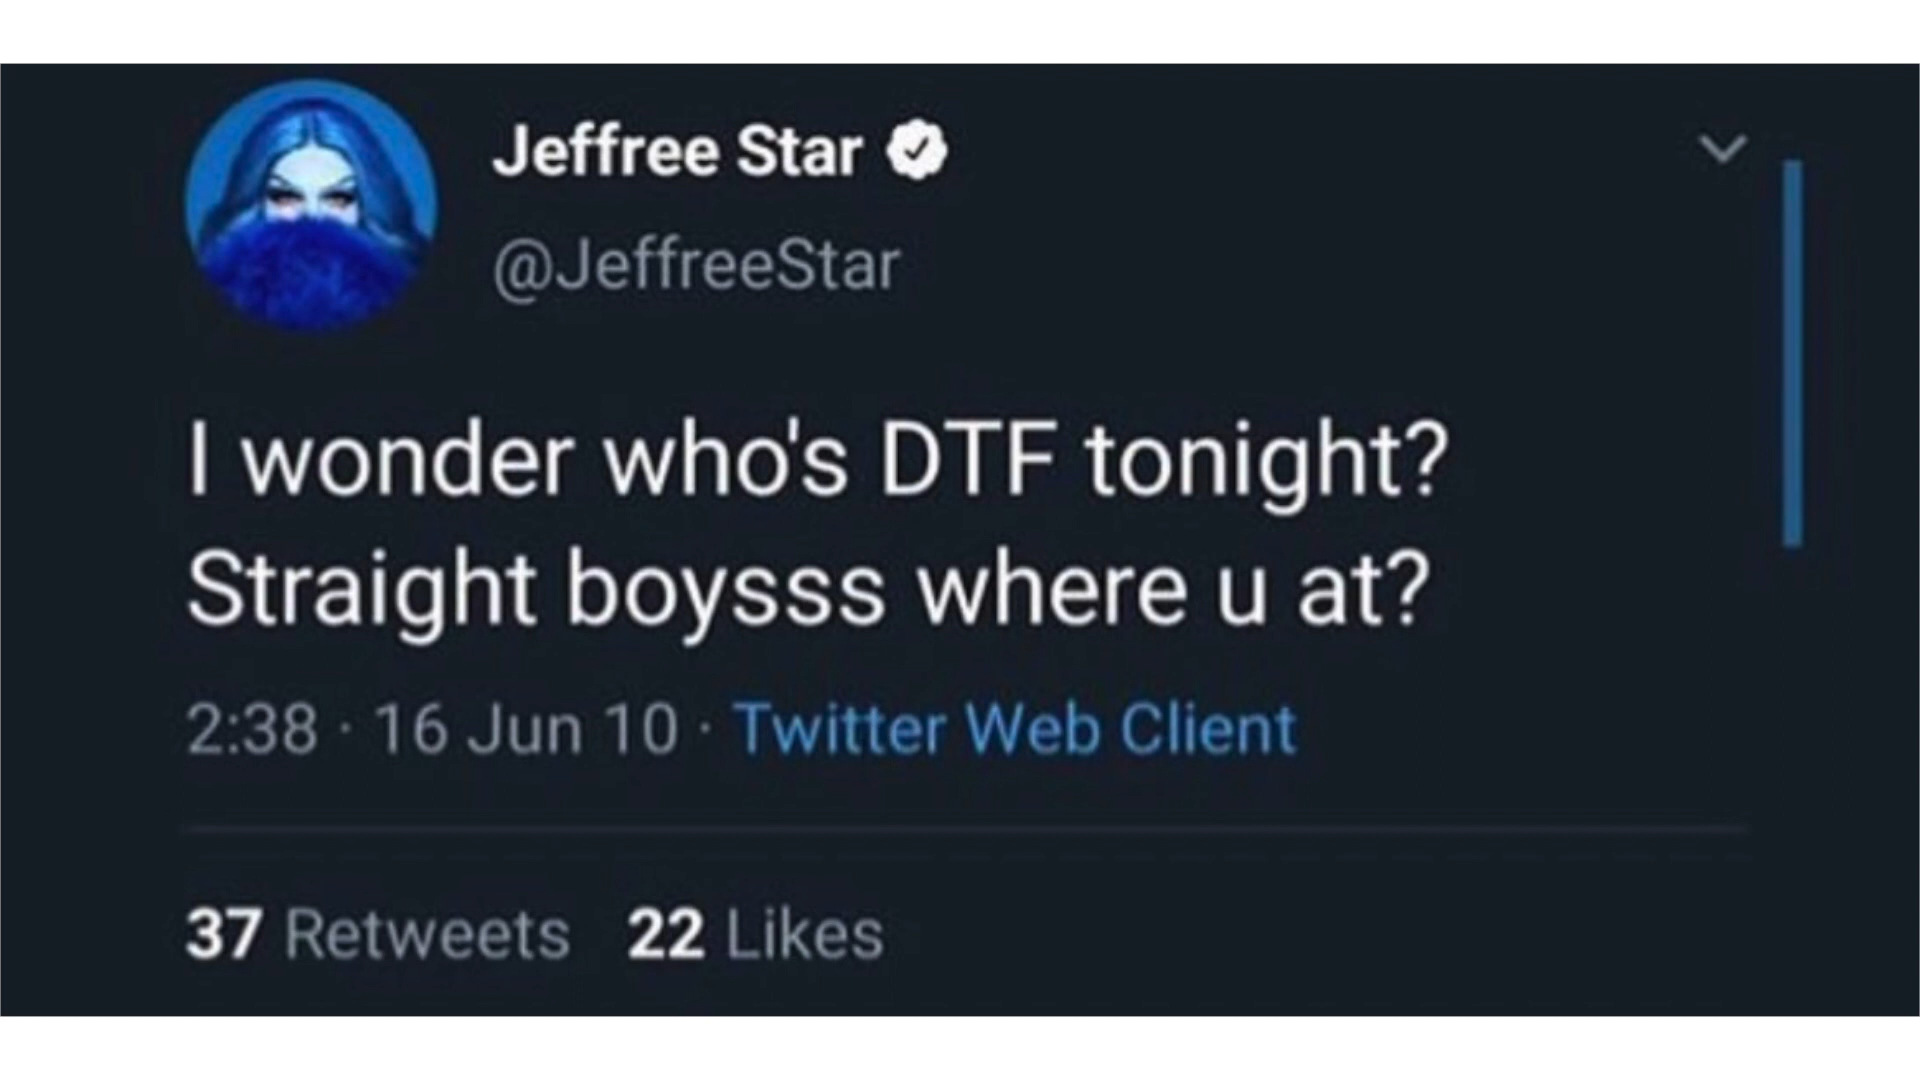 Jeffree Star
@JeffreeStar
I wonder who's DTF tonight?
Straight boysss where u at?
2:38 · 16 Jun 10 · Twitter Web Client
37 Retweets 22 Likes